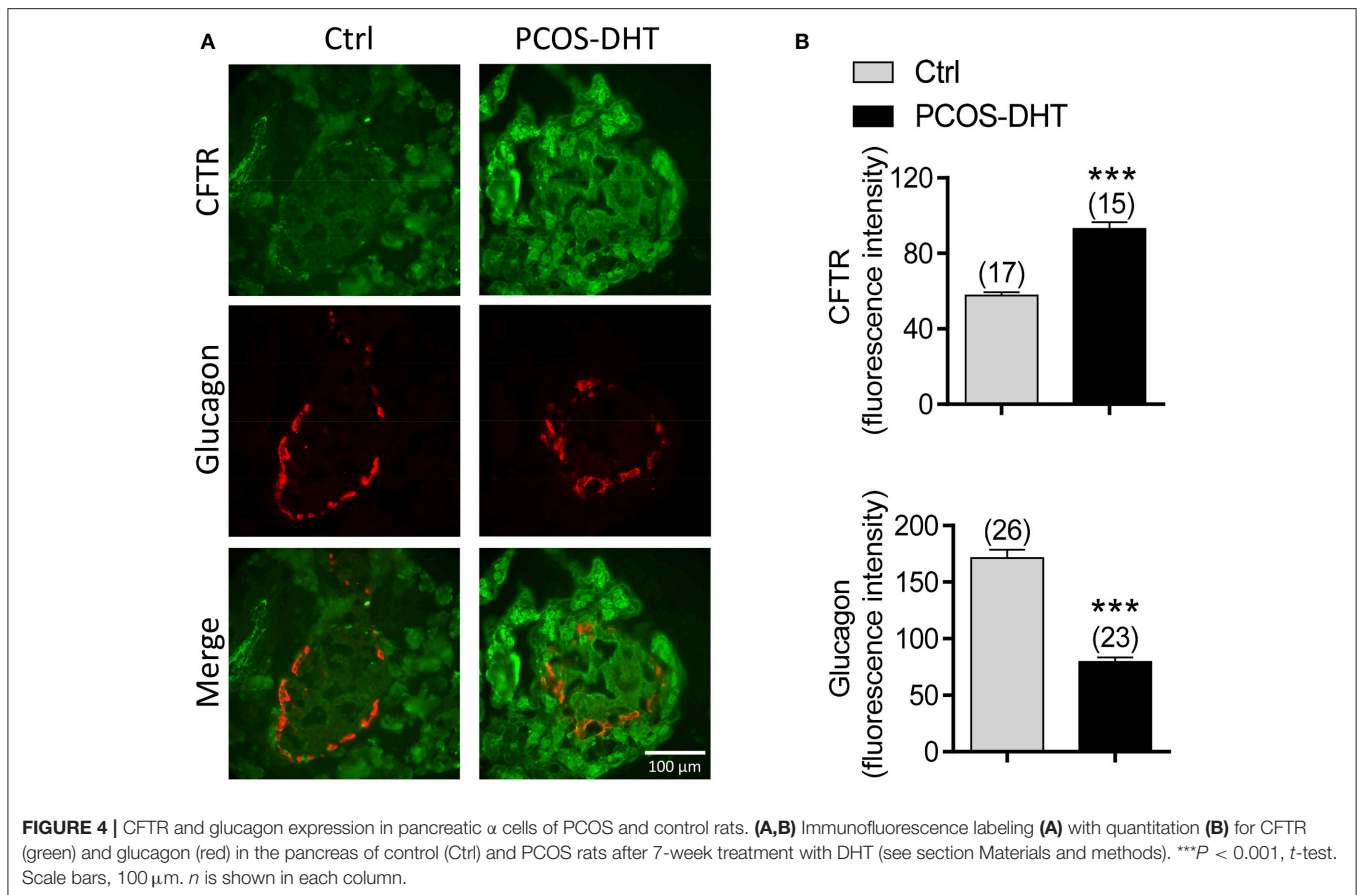 A
Ctrl
PCOS-DHT
CFTR
Glucagon
Merge
100 µm
B
Ctrl
PCOS-DHT
CFTR
(fluorescence intensity)
120
80
40
0
(17)
***
(15)
Glucagon
(fluorescence intensity)
200
150
100
50
0
(26)
***
(23)
FIGURE 4 | CFTR and glucagon expression in pancreatic α cells of PCOS and control rats. (A,B) Immunofluorescence labeling (A) with quantitation (B) for CFTR
(green) and glucagon (red) in the pancreas of control (Ctrl) and PCOS rats after 7-week treatment with DHT (see section Materials and methods). ***P < 0.001, t-test.
Scale bars, 100 µm. n is shown in each column.